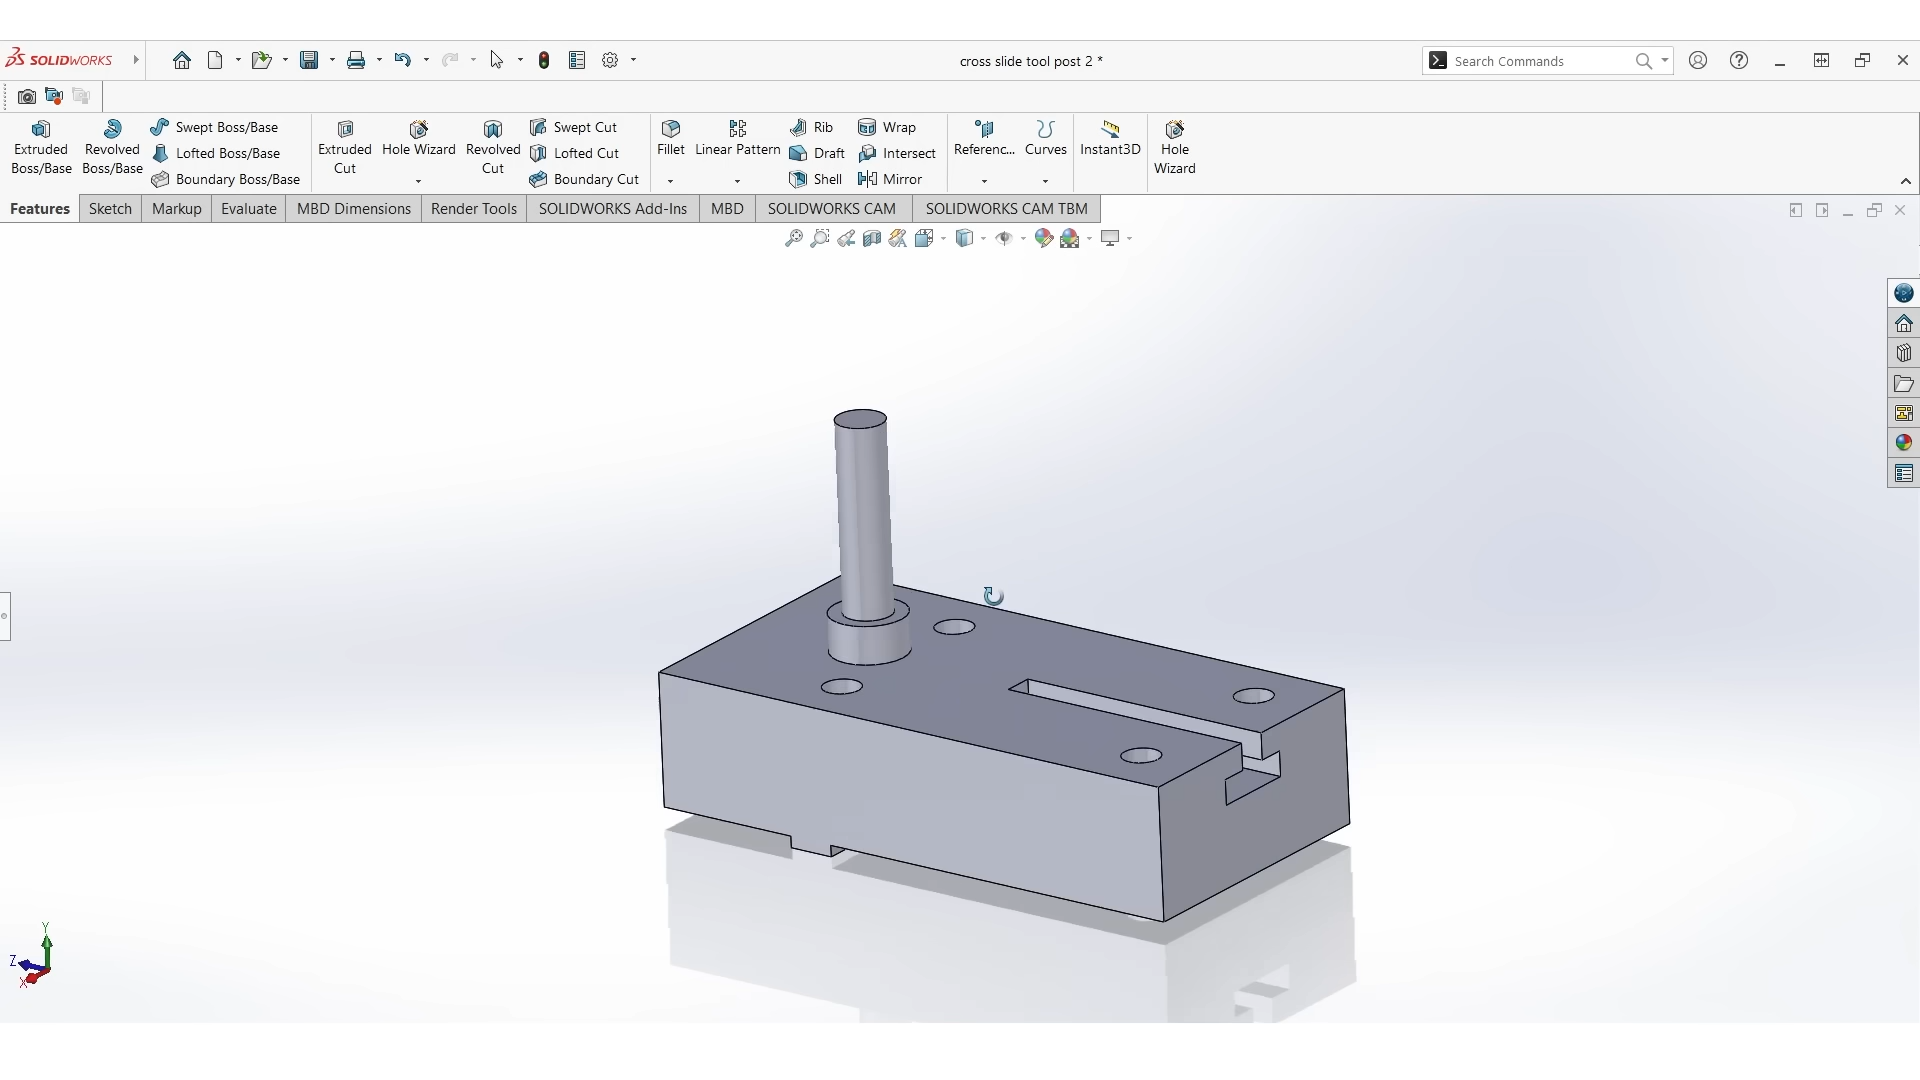 SOLIDWORKS
cross slide tool post 2 *
Search Commands
Extruded Boss/Base
Revolved Boss/Base
Swept Boss/Base
Lofted Boss/Base
Boundary Boss/Base
Extruded Cut
Hole Wizard
Revolved Cut
Swept Cut
Lofted Cut
Boundary Cut
Fillet
Linear Pattern
Rib
Draft
Shell
Wrap
Intersect
Mirror
Referenc...
Curves
Instant3D
Hole Wizard
Features
Sketch
Markup
Evaluate
MBD Dimensions
Render Tools
SOLIDWORKS Add-Ins
MBD
SOLIDWORKS CAM
SOLIDWORKS CAM TBM
Y
Z
X